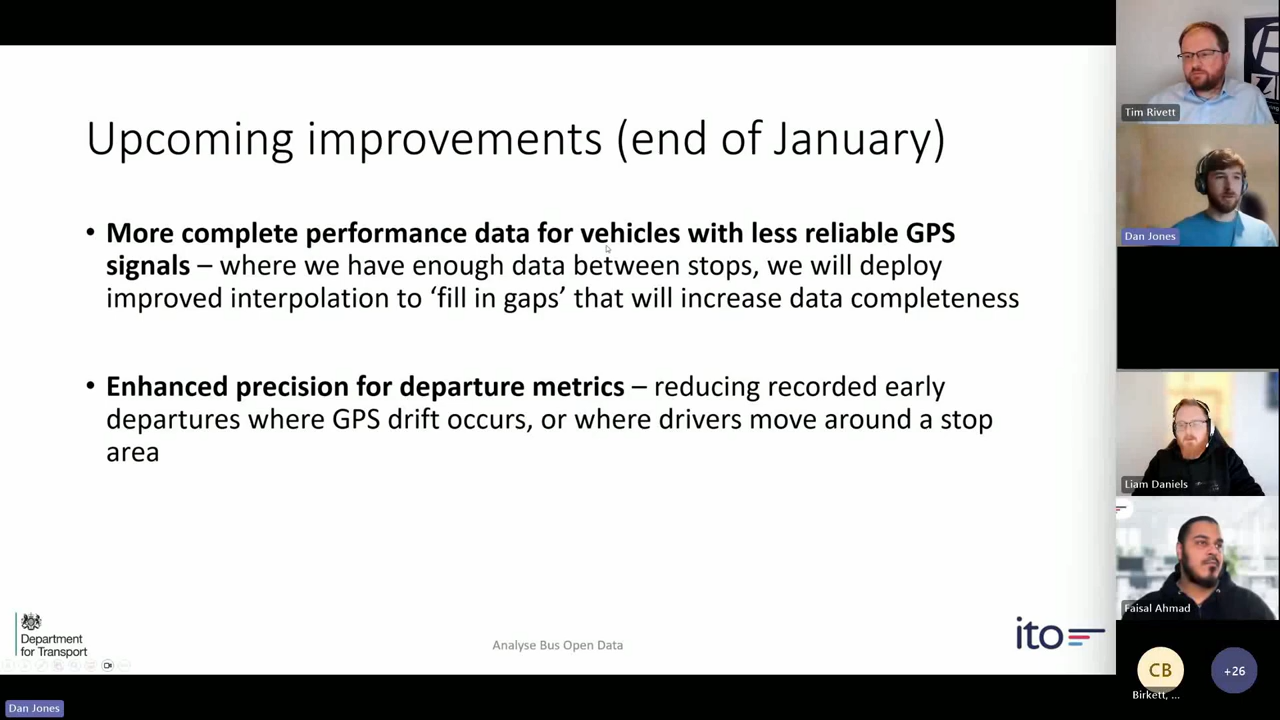 Upcoming improvements (end of January)
• More complete performance data for vehicles with less reliable GPS
signals – where we have enough data between stops, we will deploy
improved interpolation to ‘fill in gaps’ that will increase data completeness
• Enhanced precision for departure metrics – reducing recorded early
departures where GPS drift occurs, or where drivers move around a stop
area
Department
for Transport
Analyse Bus Open Data
ito
Tim Rivett
Dan Jones
Liam Daniels
Faisal Ahmad
CB
+26
Birkett, ...
Dan Jones